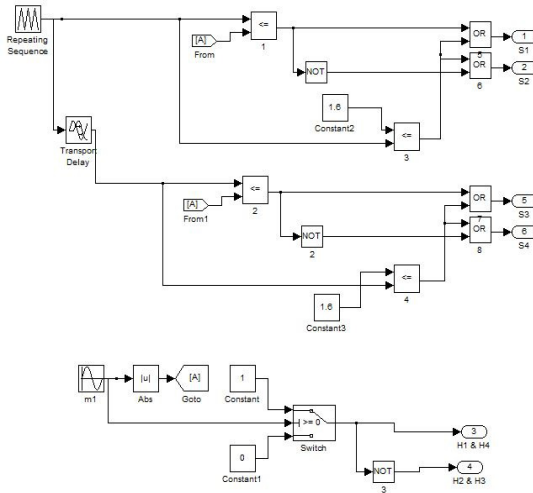 <=
1
[A]
From
Repeating
Sequence
NOT
OR
5
OR
6
1
S1
2
S2
1.6
Constant2
<=
3
Transport
Delay
<=
2
[A]
From1
NOT
2
OR
7
OR
8
5
S3
6
S4
<=
4
1.6
Constant3
m1
|u|
Abs
[A]
Goto
1
Constant
>= 0
Switch
0
Constant1
3
H1 & H4
NOT
3
4
H2 & H3